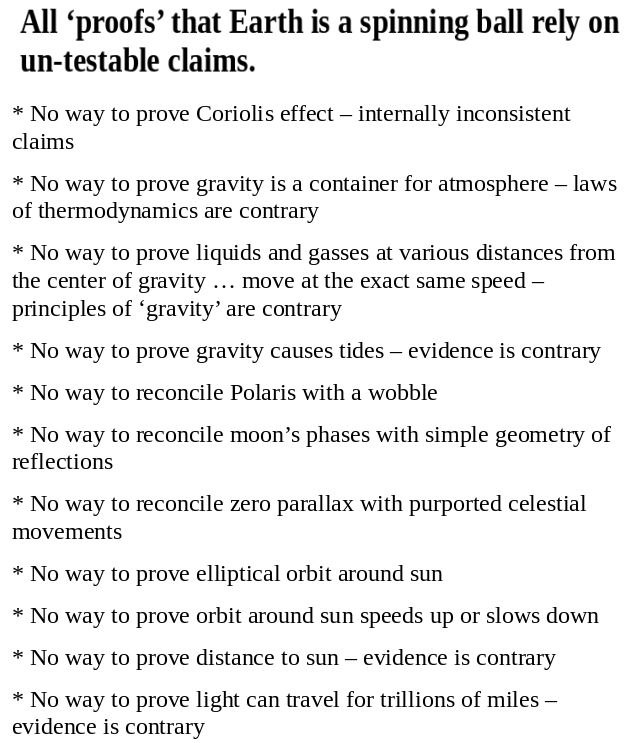 All ‘proofs’ that Earth is a spinning ball rely on
un-testable claims.
* No way to prove Coriolis effect – internally inconsistent
claims
* No way to prove gravity is a container for atmosphere – laws
of thermodynamics are contrary
* No way to prove liquids and gasses at various distances from
the center of gravity … move at the exact same speed –
principles of ‘gravity’ are contrary
* No way to prove gravity causes tides – evidence is contrary
* No way to reconcile Polaris with a wobble
* No way to reconcile moon’s phases with simple geometry of
reflections
* No way to reconcile zero parallax with purported celestial
movements
* No way to prove elliptical orbit around sun
* No way to prove orbit around sun speeds up or slows down
* No way to prove distance to sun – evidence is contrary
* No way to prove light can travel for trillions of miles –
evidence is contrary